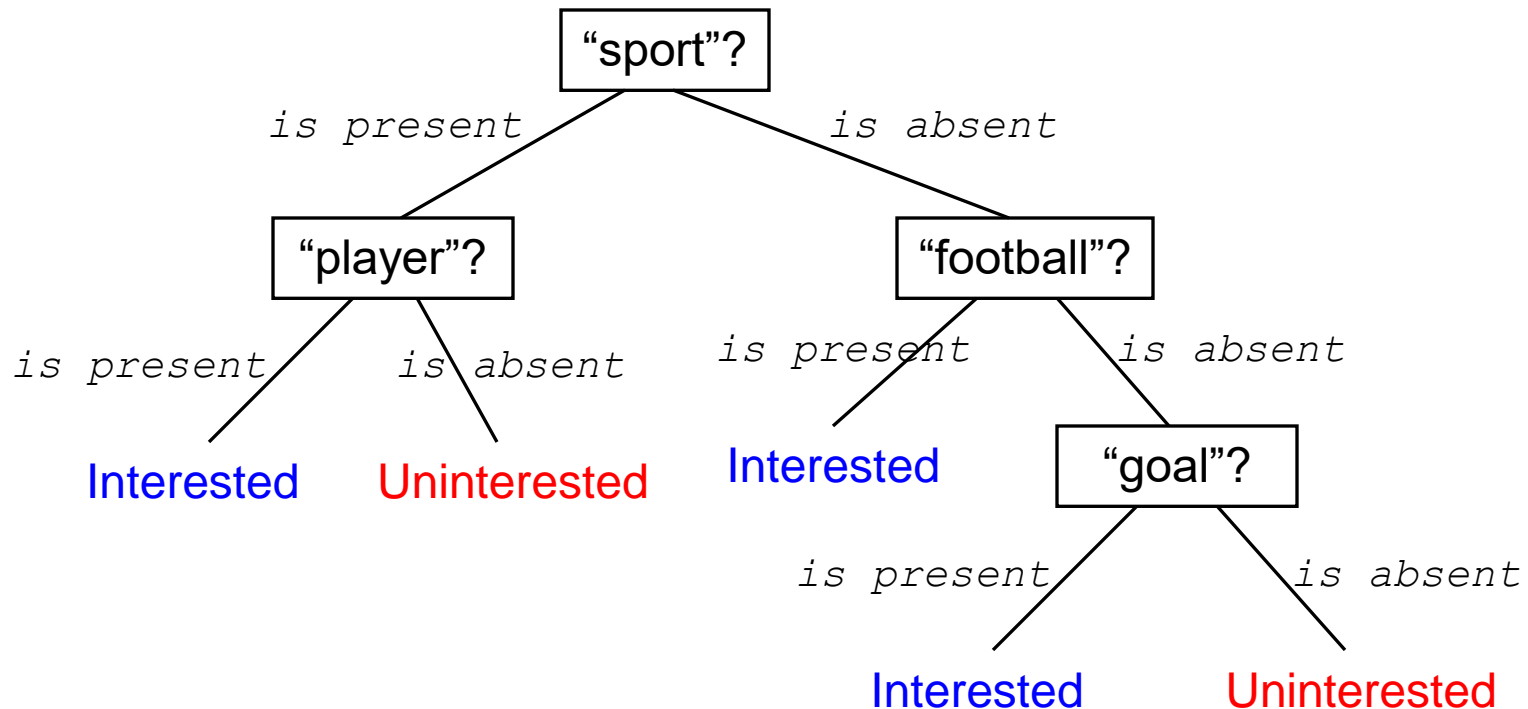 “sport”?
is present
is absent
“player”?
“football”?
is present
is absent
is present
is absent
Interested
Uninterested
Interested
“goal”?
is present
is absent
Interested
Uninterested